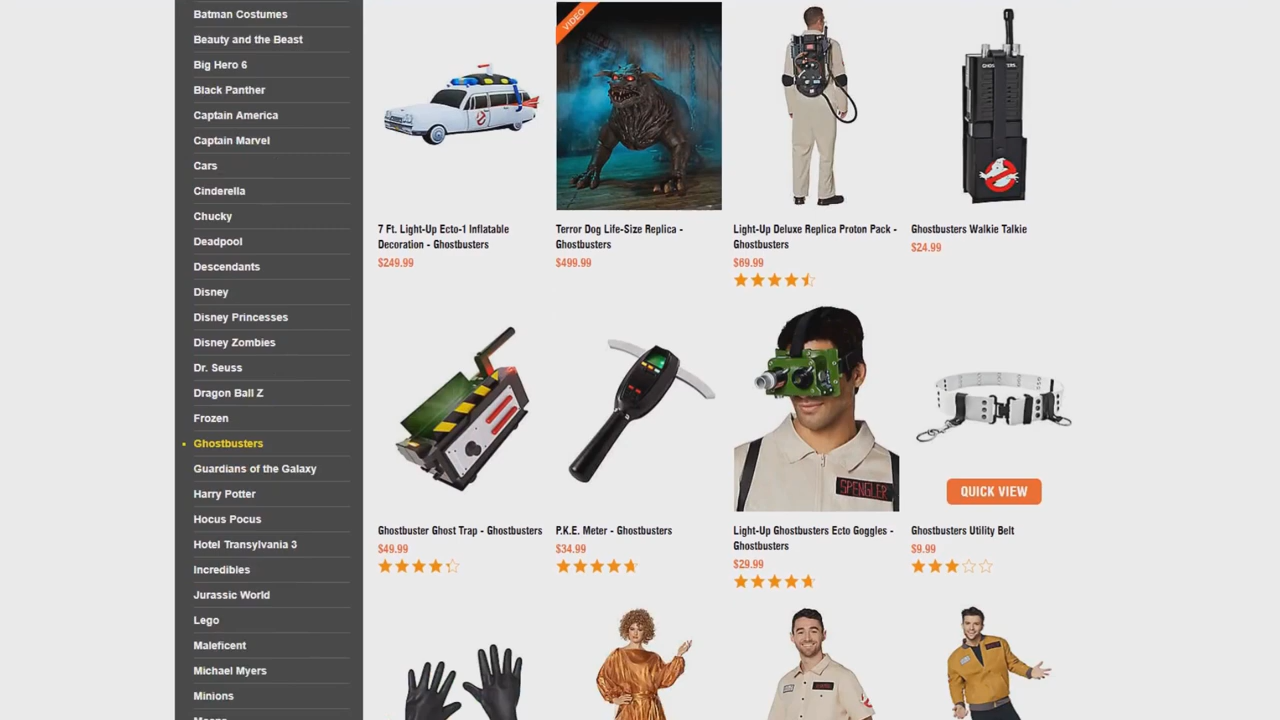 Batman Costumes
Beauty and the Beast
Big Hero 6
Black Panther
Captain America
Captain Marvel
Cars
Cinderella
Chucky
Deadpool
Descendants
Disney
Disney Princesses
Disney Zombies
Dr. Seuss
Dragon Ball Z
Frozen
Ghostbusters
Guardians of the Galaxy
Harry Potter
Hocus Pocus
Hotel Transylvania 3
Incredibles
Jurassic World
Lego
Maleficent
Michael Myers
Minions
VIDEO
7 Ft. Light-Up Ecto-1 Inflatable
Decoration - Ghostbusters
$249.99
Terror Dog Life-Size Replica -
Ghostbusters
$499.99
Light-Up Deluxe Replica Proton Pack -
Ghostbusters
$69.99
Ghostbusters Walkie Talkie
$24.99
Ghostbuster Ghost Trap - Ghostbusters
$49.99
P.K.E. Meter - Ghostbusters
$34.99
SPENGLER
Light-Up Ghostbusters Ecto Goggles -
Ghostbusters
$29.99
QUICK VIEW
Ghostbusters Utility Belt
$9.99